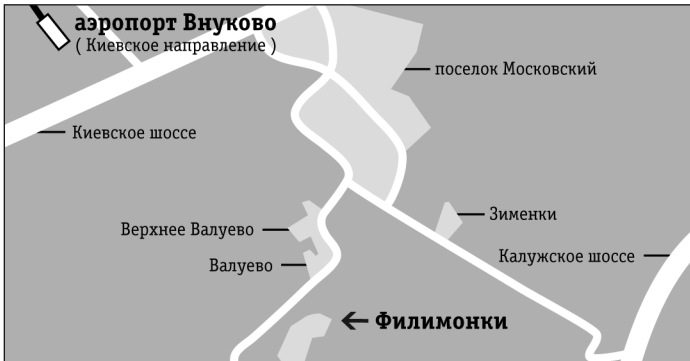 аэропорт Внуково
( Киевское направление )
поселок Московский
Киевское шоссе
Зименки
Верхнее Валуево
Калужское шоссе
Валуево
Филимонки